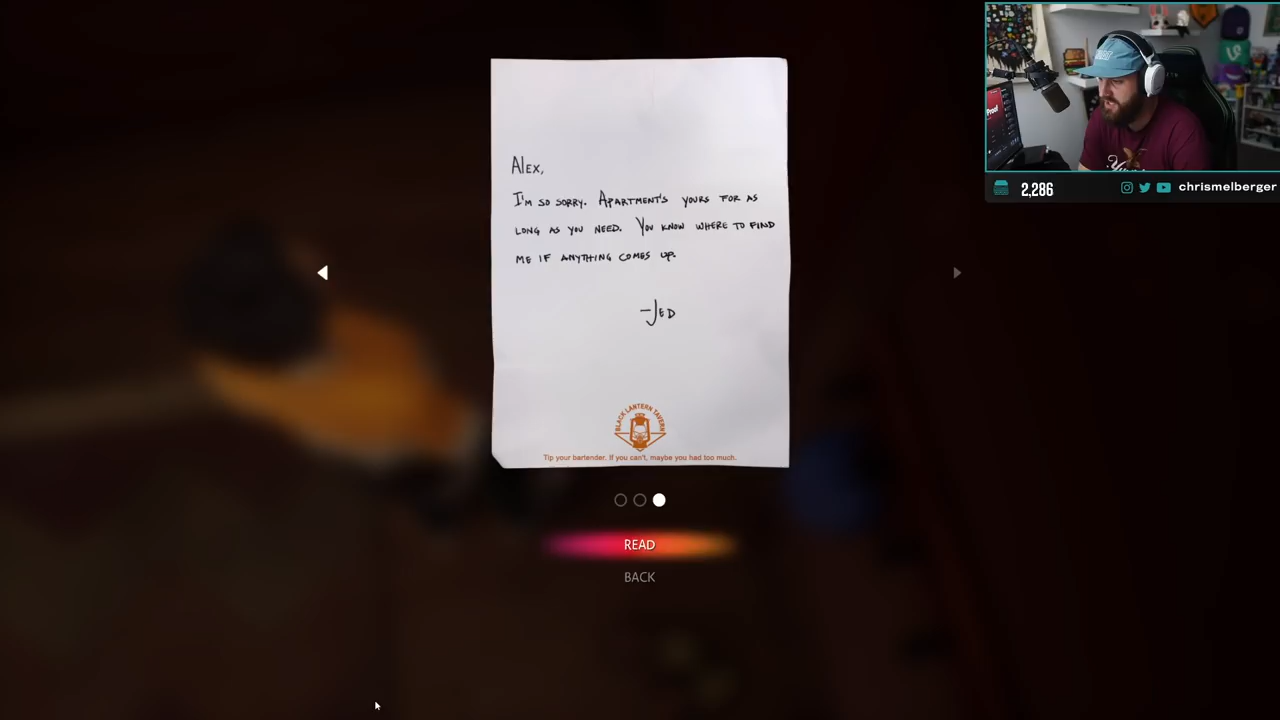 Alex,
I'm so sorry. Apartment's yours for as
long as you need. You know where to find
me if anything comes up.
-Jed
BLACK LANTERN TAVERN
Tip your bartender. If you can't, maybe you had too much.
READ
BACK
2,286
chrismelberger